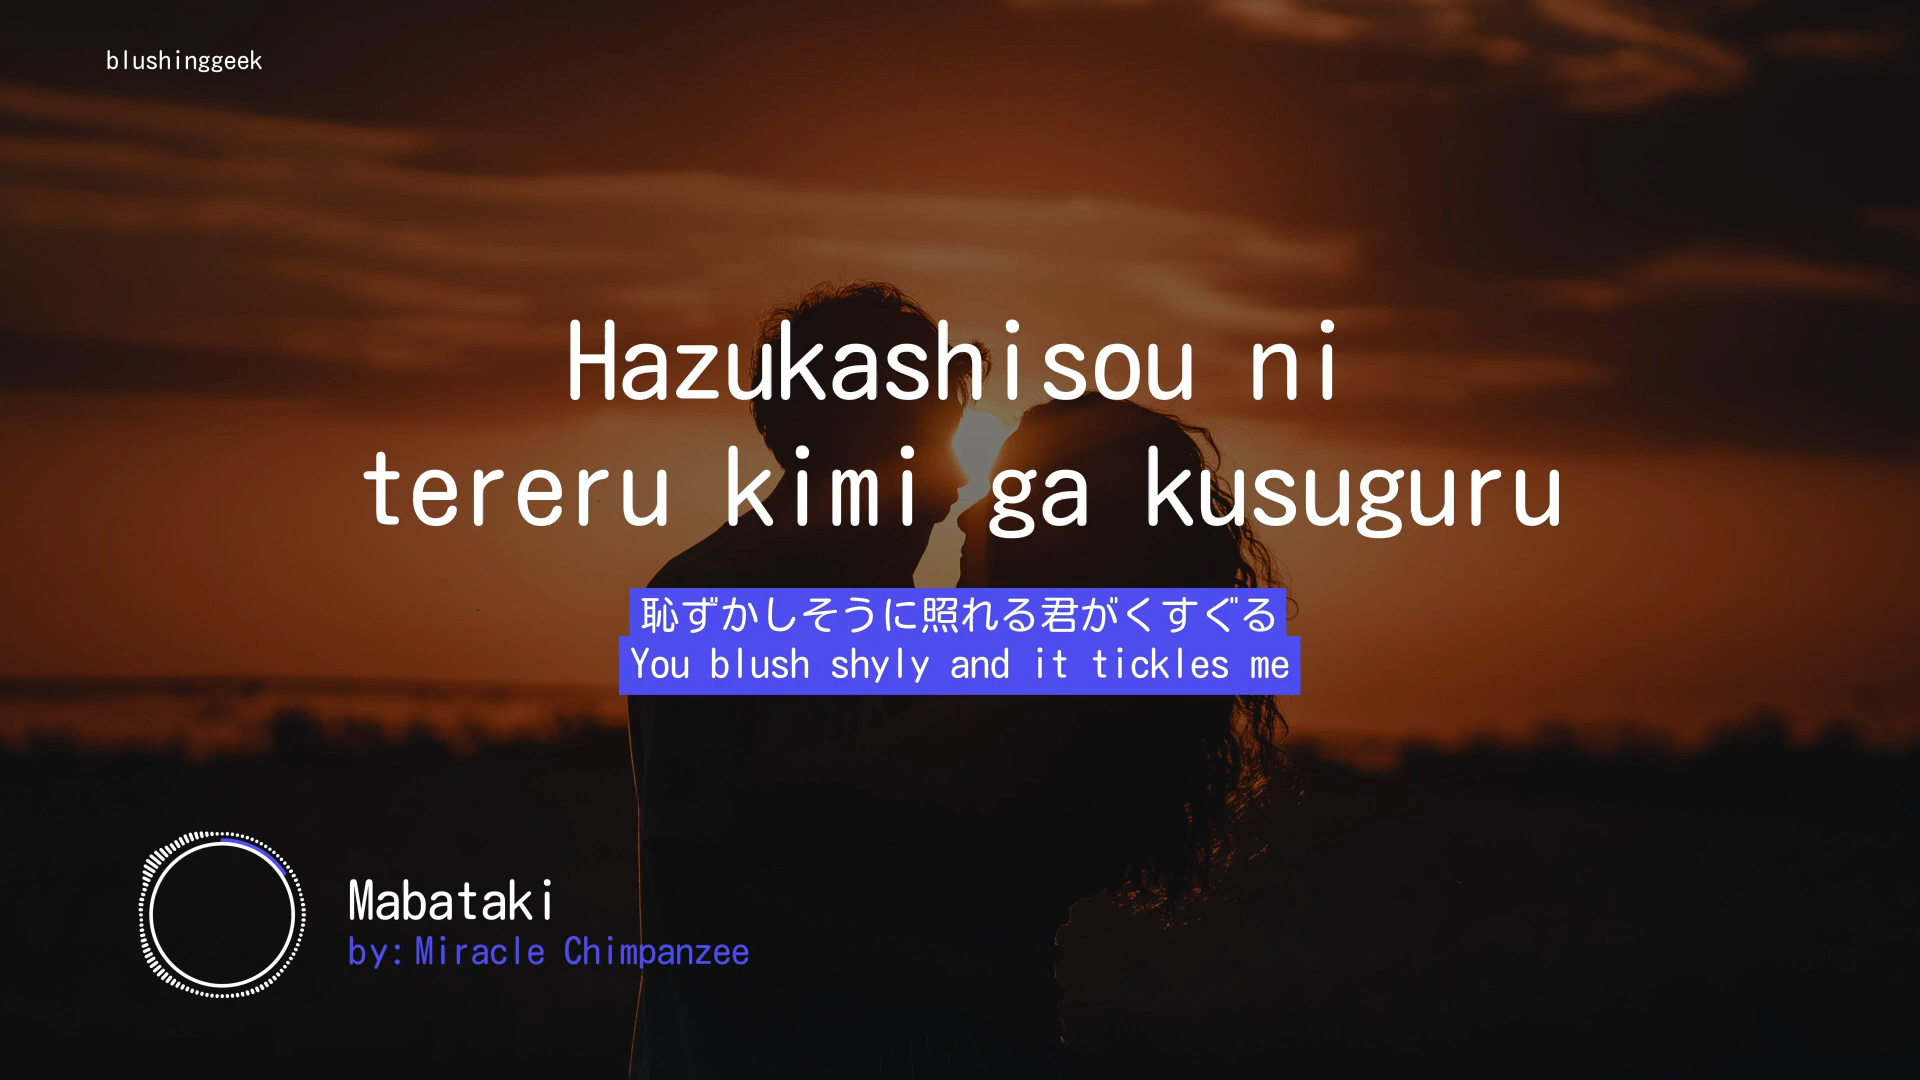 blushinggeek
Hazukashisou ni
tereru kimi ga kusuguru
恥ずかしそうに照れる君がくすぐる
You blush shyly and it tickles me
Mabataki
by: Miracle Chimpanzee